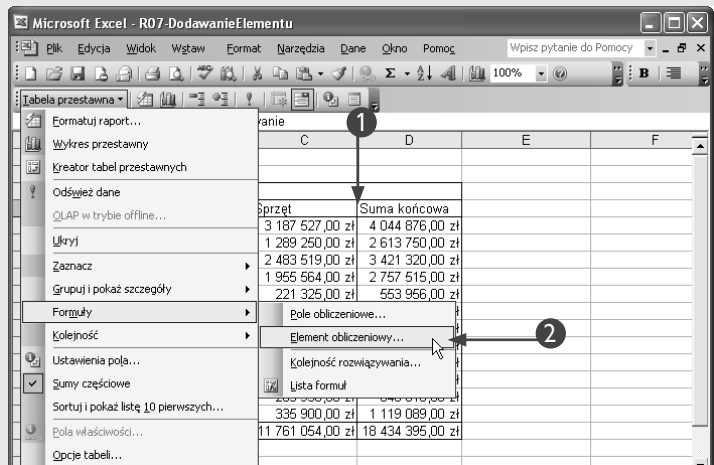 Microsoft Excel - R07-DodawanieElementu
Plik Edycja Widok Wstaw Format Narzędzia Dane Okno Pomoc Wpisz pytanie do Pomocy
100% B
Tabela przestawna
Formatuj raport...
Wykres przestawny
Kreator tabel przestawnych
Odśwież dane
OLAP w trybie offline...
Ukryj
Zaznacz
Grupuj i pokaż szczegóły
Formuły
Kolejność
Ustawienia pola...
Sumy częściowe
Sortuj i pokaż listę 10 pierwszych...
Pola właściwości...
Opcje tabeli...
Pole obliczeniowe...
Element obliczeniowy...
Kolejność rozwiązywania...
Lista formuł
1
2
C D E F
Sprzęt Suma końcowa
3 187 527,00 zł 4 044 876,00 zł
1 289 250,00 zł 2 613 750,00 zł
2 483 519,00 zł 3 421 320,00 zł
1 955 564,00 zł 2 757 515,00 zł
221 325,00 zł 553 956,00 zł
335 900,00 zł 1 119 089,00 zł
11 761 054,00 zł 18 434 395,00 zł